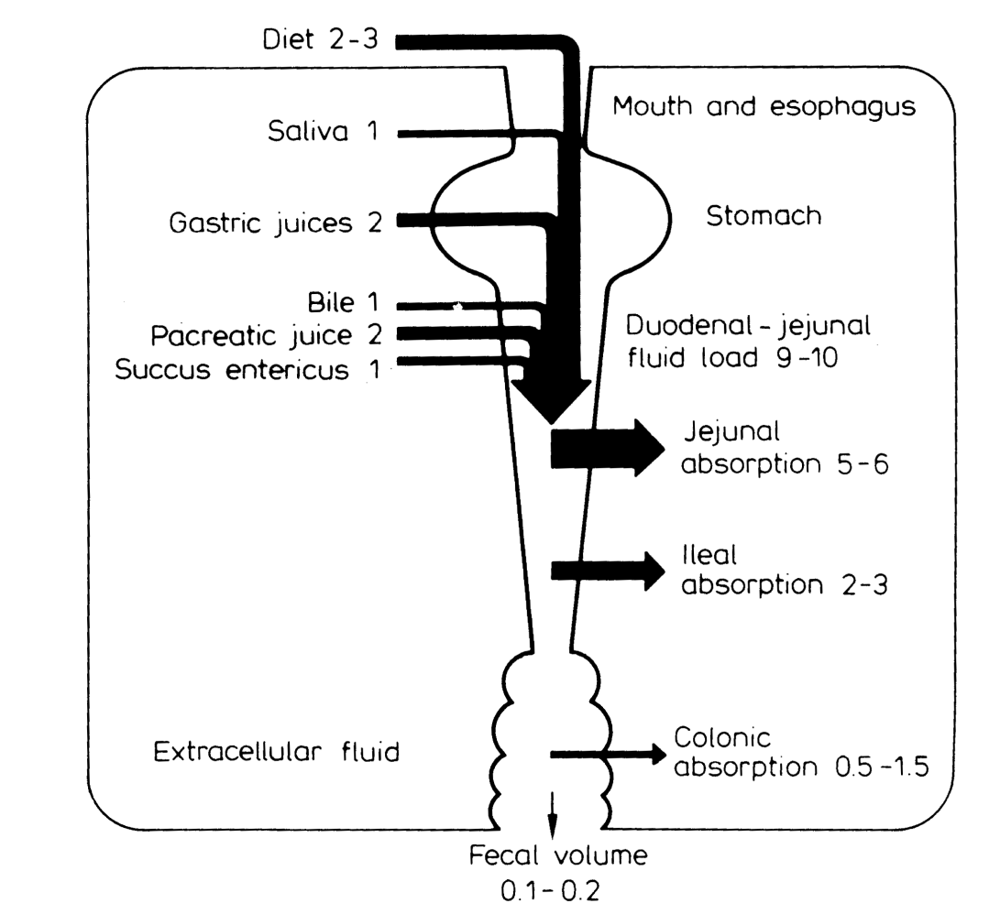 Diet 2-3
Mouth and esophagus
Saliva 1
Gastric juices 2
Stomach
Bile 1
Pacreatic juice 2
Succus entericus 1
Duodenal - jejunal
fluid load 9-10
Jejunal
absorption 5-6
Ileal
absorption 2-3
Extracellular fluid
Colonic
absorption 0.5-1.5
Fecal volume
0.1-0.2